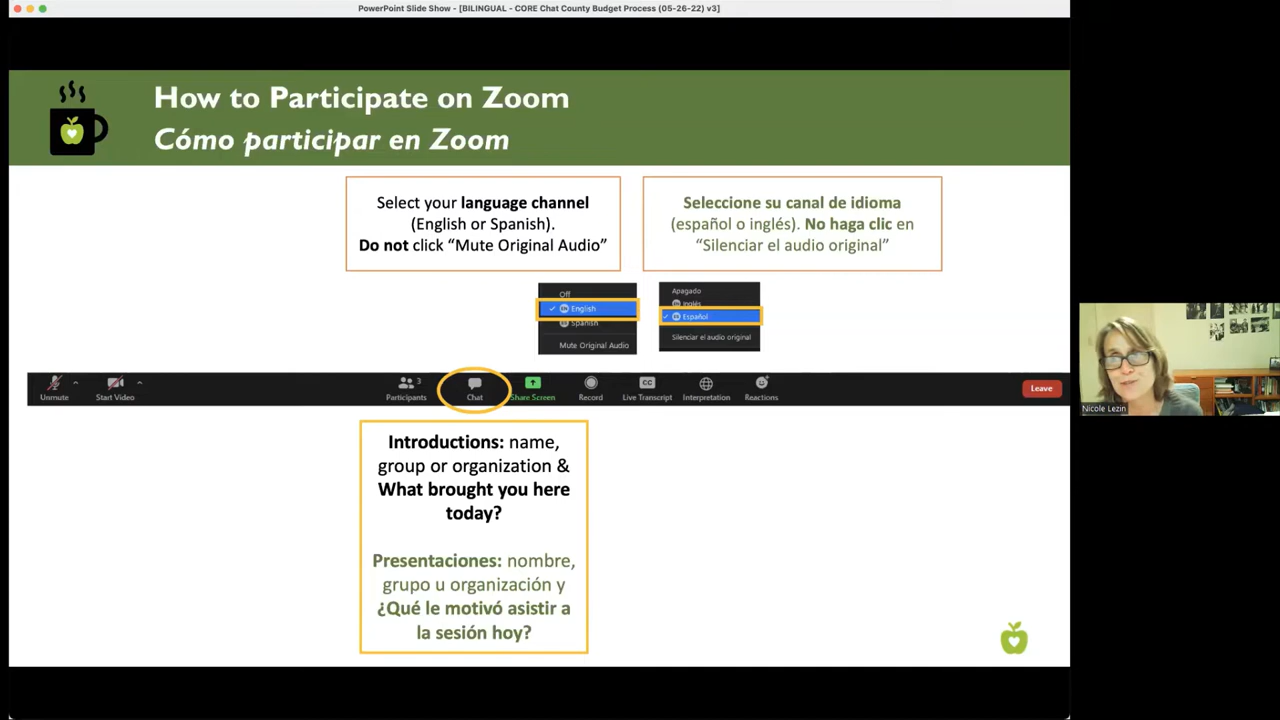 PowerPoint Slide Show - [BILINGUAL - CORE Chat County Budget Process (05-26-22) v3]
How to Participate on Zoom
Cómo participar en Zoom
Select your language channel
(English or Spanish).
Do not click “Mute Original Audio”
Seleccione su canal de idioma
(español o inglés). No haga clic en
“Silenciar el audio original”
Off
EN English
Spanish
Mute Original Audio
Apagado
Inglés
Español
Silenciar el audio original
Unmute
Start Video
Participants
3
Chat
Share Screen
Record
CC
Live Transcript
Interpretation
Reactions
Leave
Introductions: name,
group or organization &
What brought you here
today?
Presentaciones: nombre,
grupo u organización y
¿Qué le motivó asistir a
la sesión hoy?
Nicole Lezin